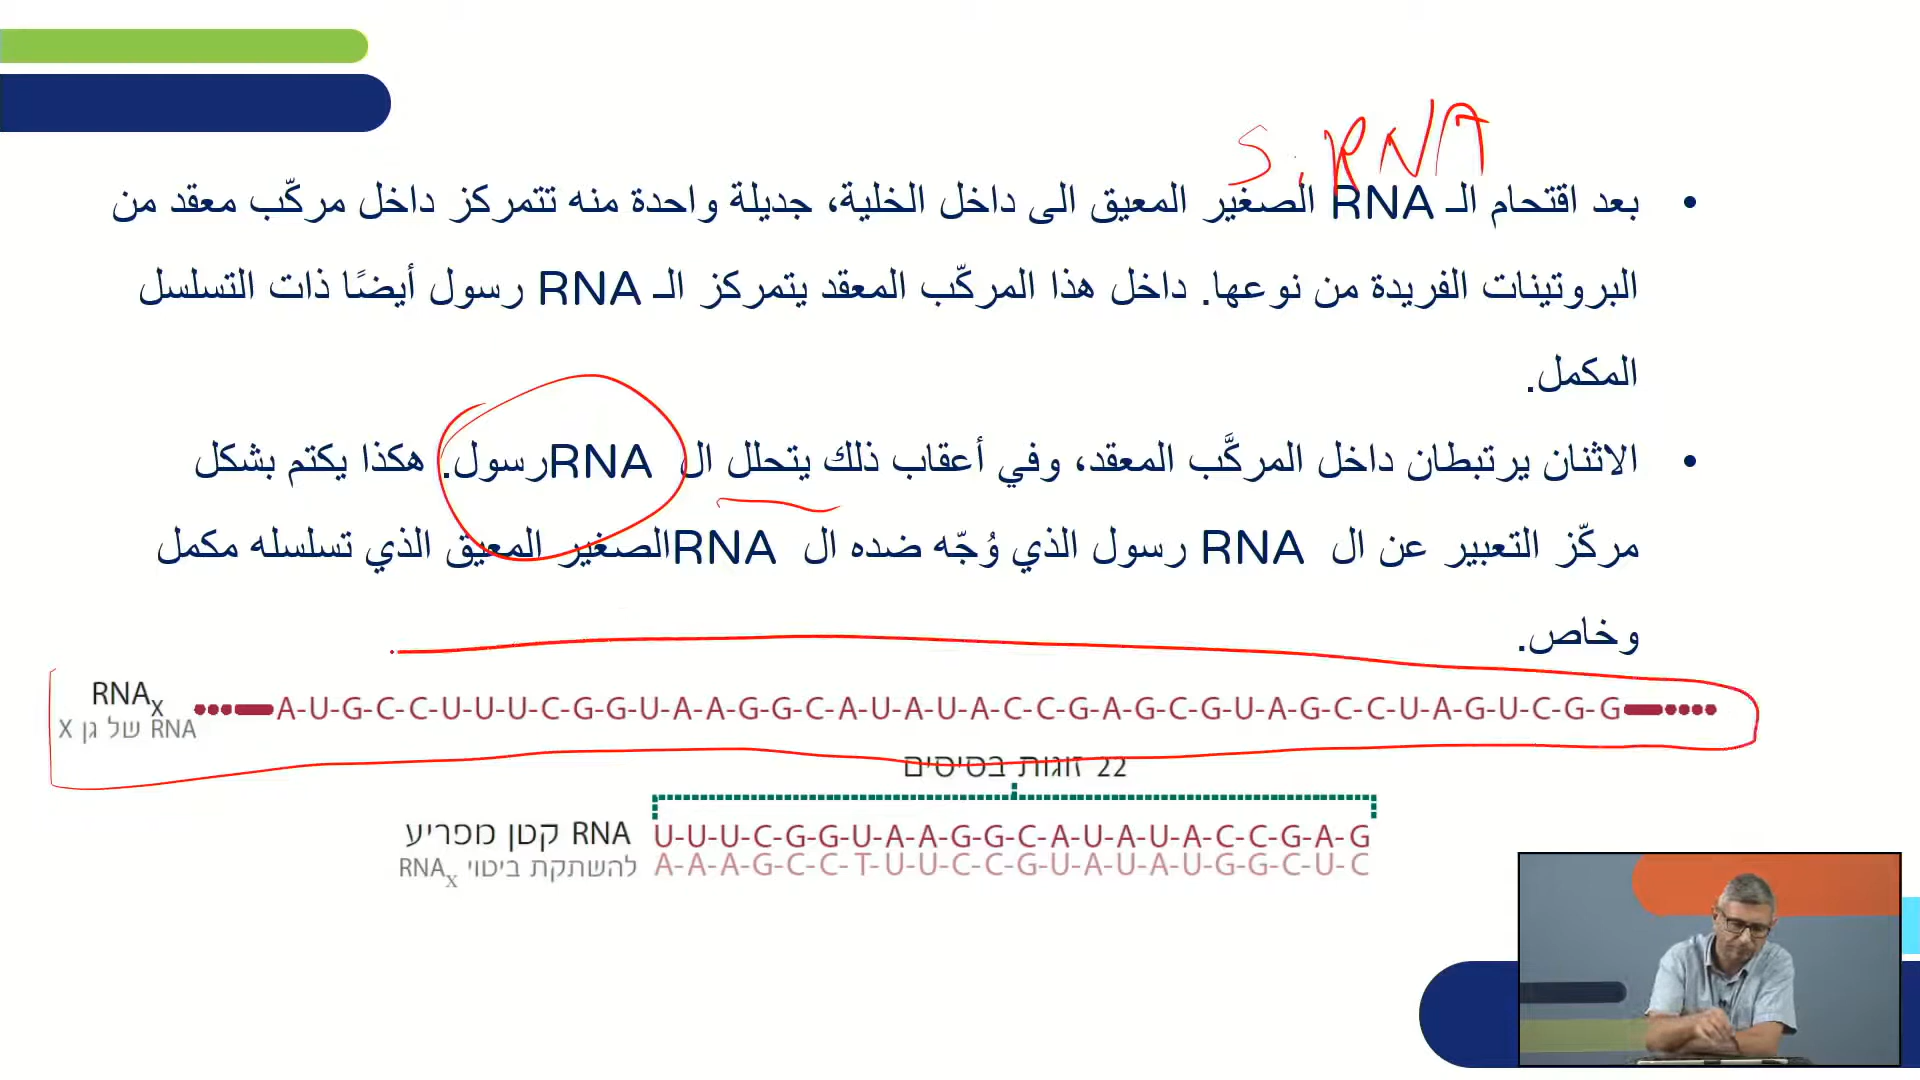 SiRNA
بعد اقتحام الـ RNA الصغير المعيق الى داخل الخلية، جديلة واحدة منه تتمركز داخل مركّب معقد من
البروتينات الفريدة من نوعها. داخل هذا المركّب المعقد يتمركز الـ RNA رسول أيضًا ذات التسلسل
المكمل.
الاثنان يرتبطان داخل المركَّب المعقد، وفي أعقاب ذلك يتحلل ال RNAرسول. هكذا يكتم بشكل
مركّز التعبير عن ال RNA رسول الذي وُجّه ضده ال RNAالصغير المعيق الذي تسلسله مكمل
وخاص.
RNAx
A-U-G-C-C-U-U-U-C-G-G-U-A-A-G-G-C-A-U-A-U-A-C-C-G-A-G-C-G-U-A-G-C-C-U-A-G-U-C-G-G
RNA של גן X
22 זוגות בסיסים
RNA קטן מפריע
U-U-U-C-G-G-U-A-A-G-G-C-A-U-A-U-A-C-C-G-A-G
להשתקת ביטוי RNAx
A-A-A-G-C-C-T-U-U-C-C-G-U-A-U-A-U-G-G-C-U-C